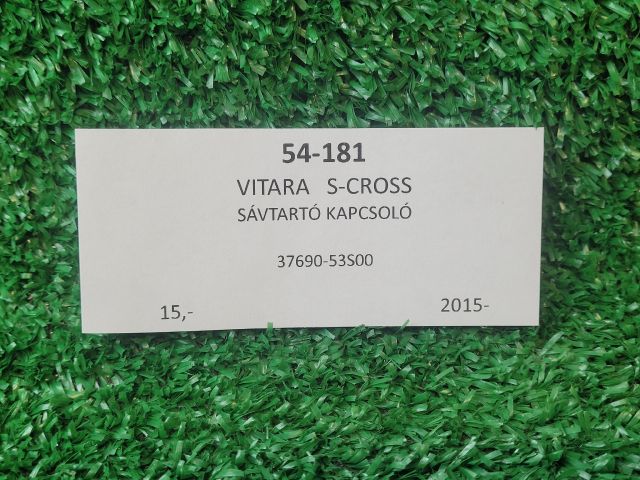 54-181
VITARA S-CROSS
SÁVTARTÓ KAPCSOLÓ
37690-53S00
15,- 2015-